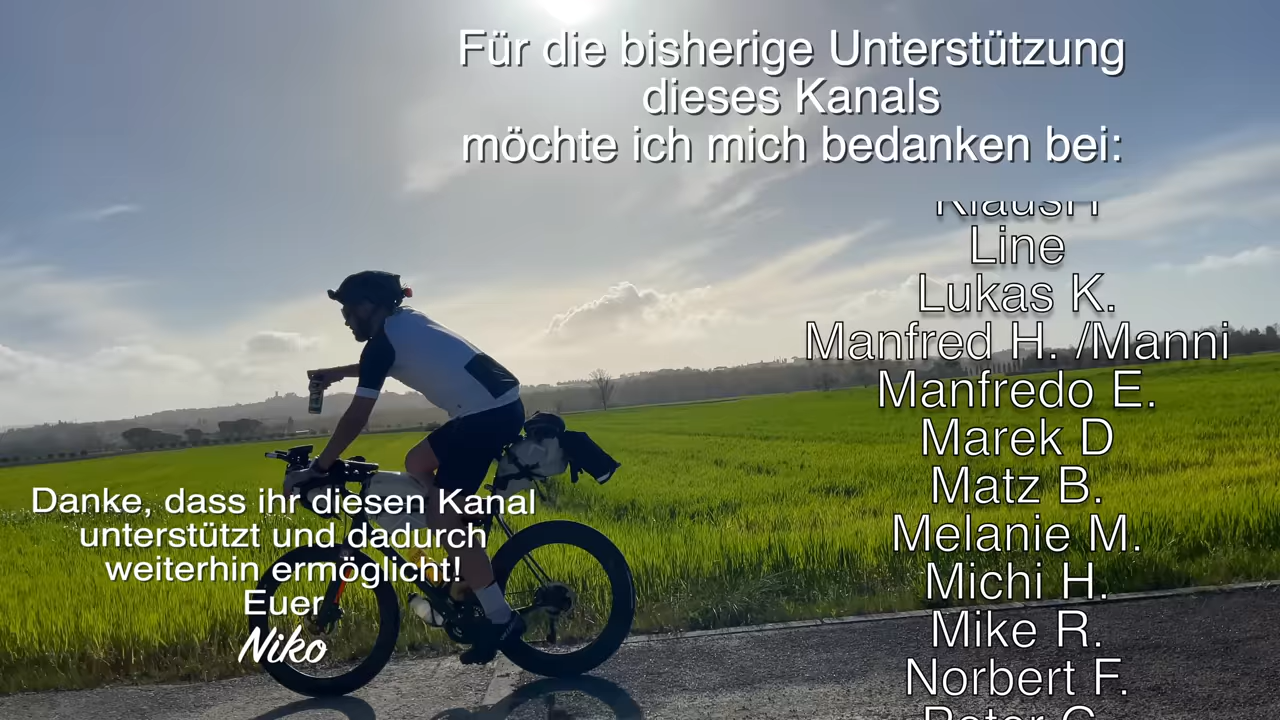 Für die bisherige Unterstützung
dieses Kanals
möchte ich mich bedanken bei:
Line
Lukas K.
Manfred H. /Manni
Manfredo E.
Marek D
Matz B.
Melanie M.
Michi H.
Mike R.
Norbert F.
Danke, dass ihr diesen Kanal
unterstützt und dadurch
weiterhin ermöglicht!
Euer
Niko